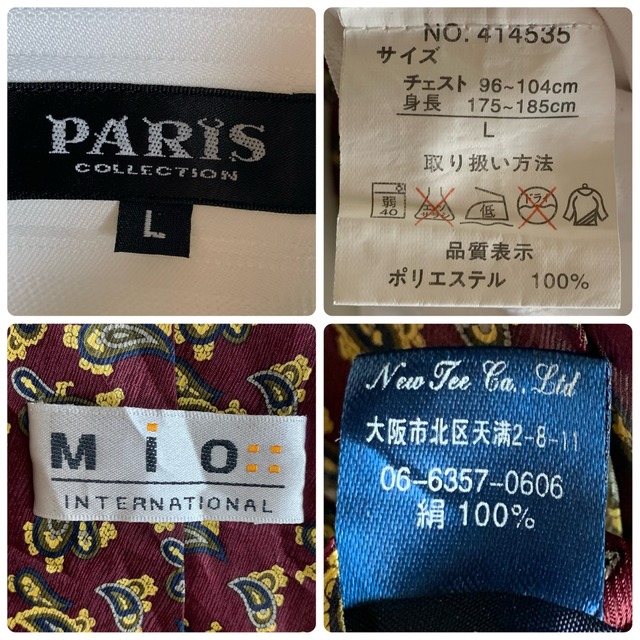 PARIS
COLLECTION
L
NO. 414535
サイズ
チェスト 96~104cm
身長 175~185cm
L
取り扱い方法
弱 40 低 ドライ
品質表示
ポリエステル 100%
MiO
INTERNATIONAL
New Tee Co., Ltd
大阪市北区天満2-8-11
06-6357-0606
絹 100%